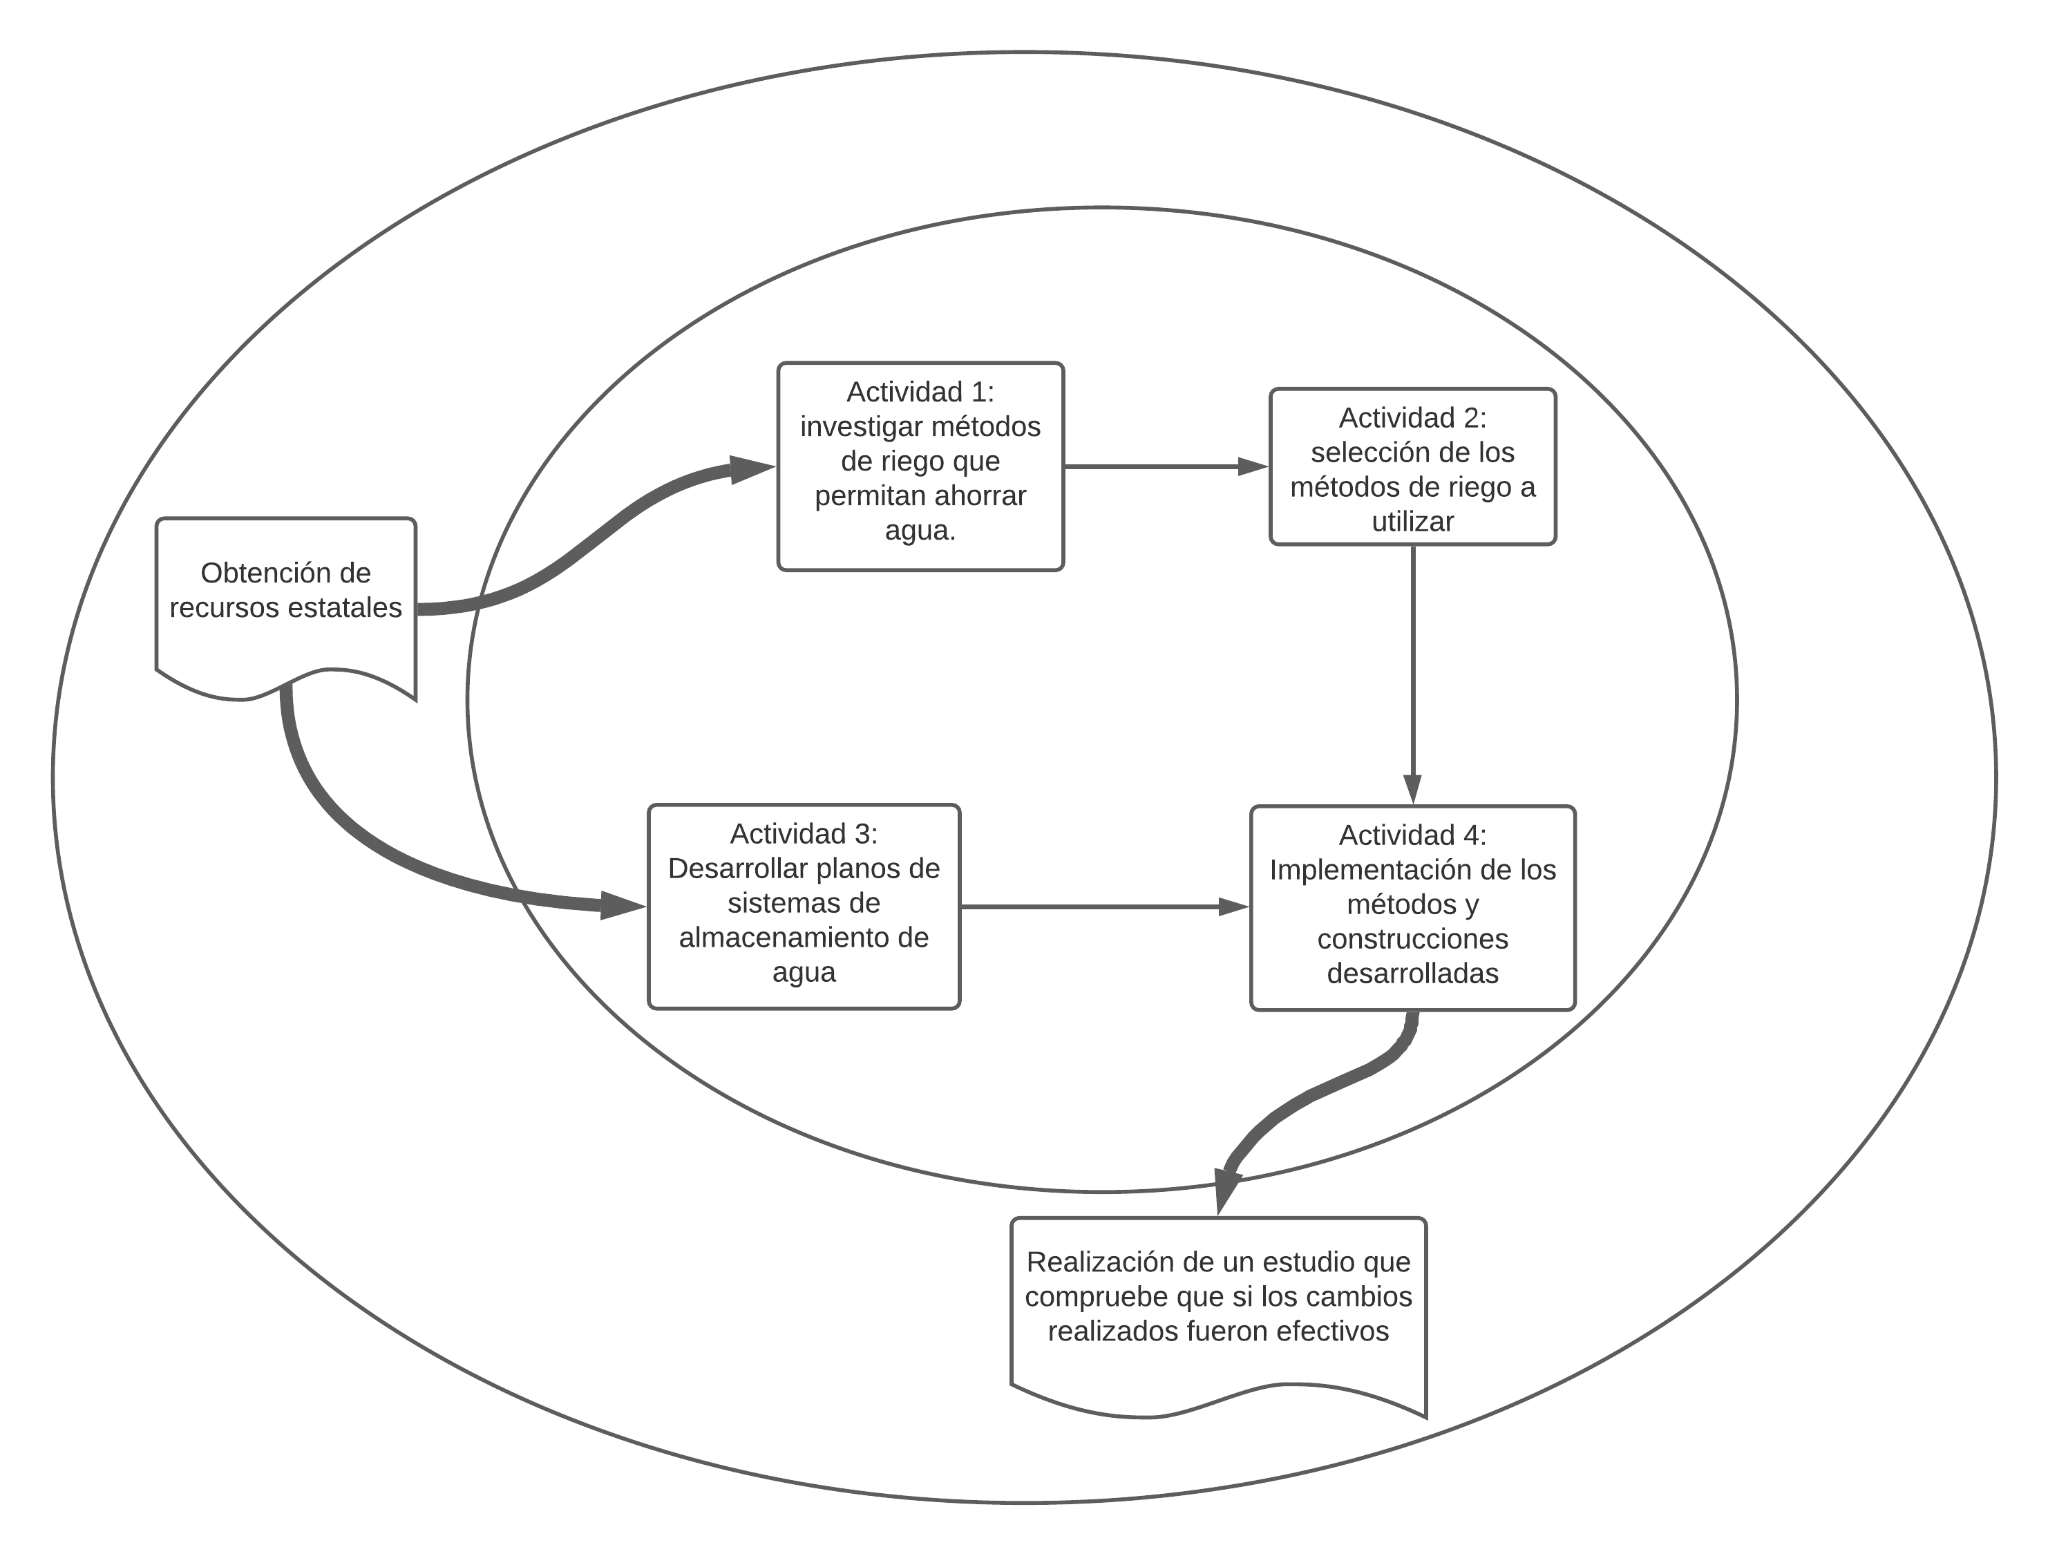 Actividad 1:
investigar métodos
de riego que
permitan ahorrar
agua.
Actividad 2:
selección de los
métodos de riego a
utilizar
Obtención de
recursos estatales
Actividad 3:
Desarrollar planos de
sistemas de
almacenamiento de
agua
Actividad 4:
Implementación de los
métodos y
construcciones
desarrolladas
Realización de un estudio que
compruebe que si los cambios
realizados fueron efectivos